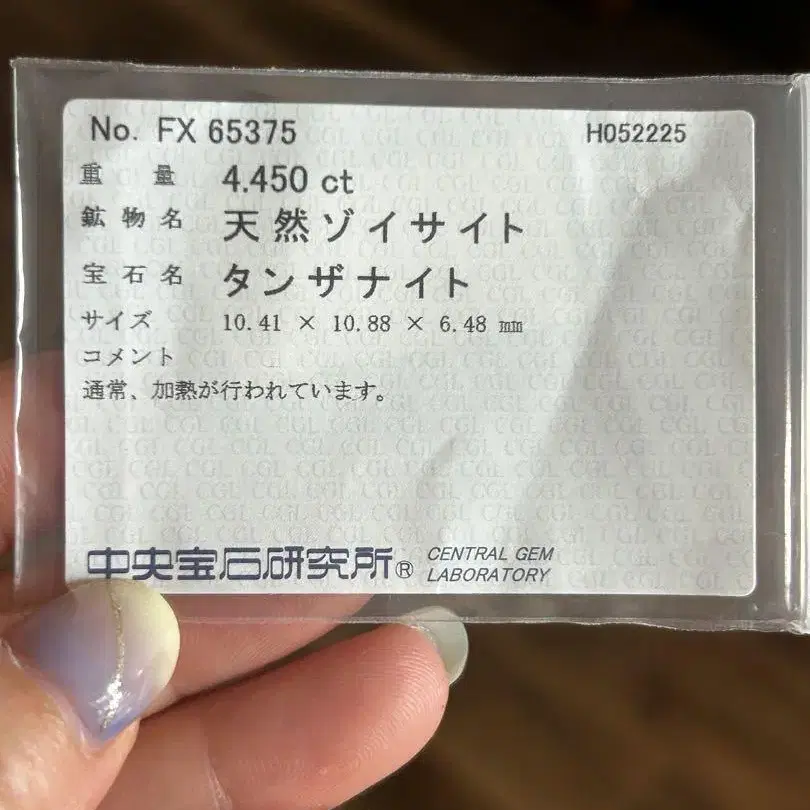 No. FX 65375 H052225
重量 4.450 ct
鉱物名 天然ゾイサイト
宝石名 タンザナイト
サイズ 10.41 × 10.88 × 6.48 ㎜
コメント
通常、加熱が行われています。
中央宝石研究所® CENTRAL GEM
LABORATORY